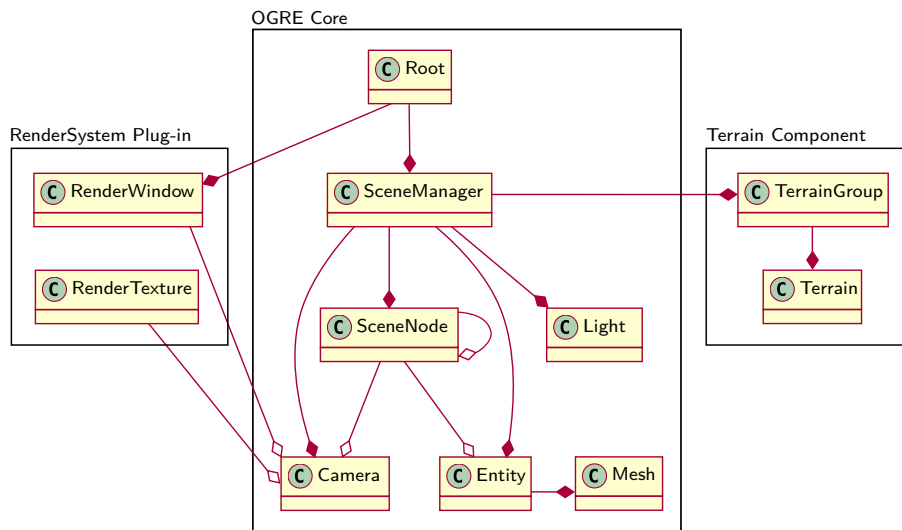 OGRE Core
C Root
RenderSystem Plug-in
Terrain Component
C RenderWindow
C SceneManager
C TerrainGroup
C RenderTexture
C Terrain
C SceneNode
C Light
C Camera
C Entity
C Mesh